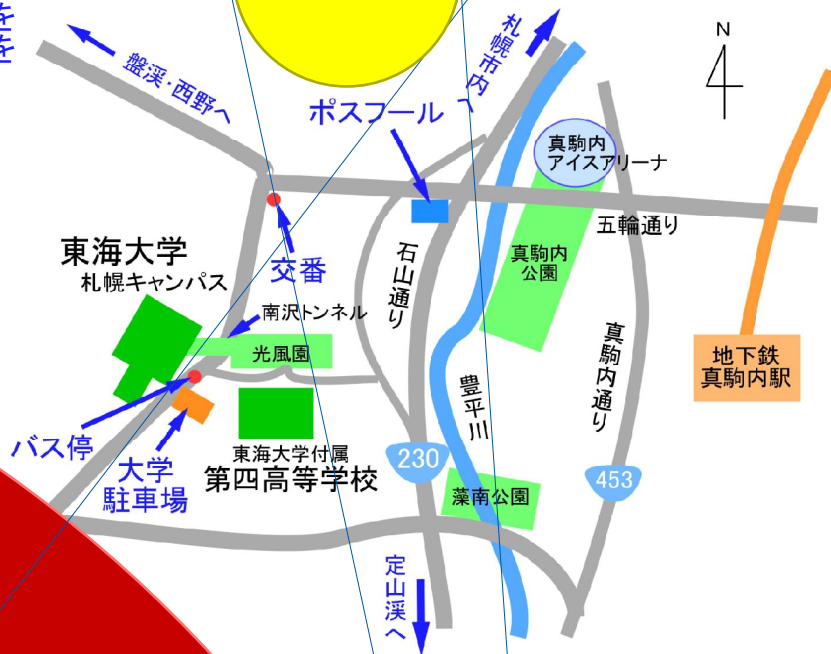 N
札幌市内へ
盤渓・西野へ
ポスフール
真駒内
アイスアリーナ
五輪通り
東海大学
札幌キャンパス
交番
石山通り
真駒内
公園
南沢トンネル
光風園
真駒内通り
地下鉄
真駒内駅
豊平川
バス停
大学
駐車場
東海大学付属
第四高等学校
230
453
藻南公園
定山渓へ